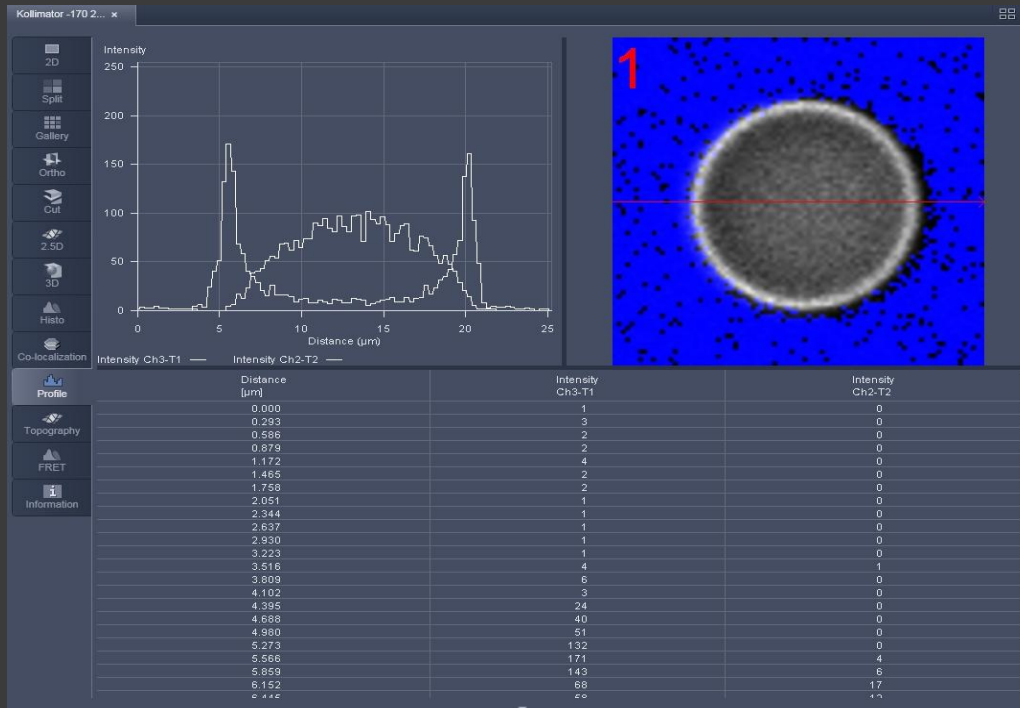 Kollimator -170 2... ×
2D
Split
Gallery
Ortho
Cut
2.5D
3D
Histo
Co-localization
Profile
Topography
FRET
i
Information
Intensity
250
200
150
100
50
0
0 5 10 15 20 25
Distance (µm)
Intensity Ch3-T1 Intensity Ch2-T2
1
Distance Intensity Intensity
[µm] Ch3-T1 Ch2-T2
0.000 1 0
0.293 3 0
0.586 2 0
0.879 2 0
1.172 4 0
1.465 2 0
1.758 2 0
2.051 1 0
2.344 1 0
2.637 1 0
2.930 1 0
3.223 1 0
3.516 4 1
3.809 6 0
4.102 3 0
4.395 24 0
4.688 40 0
4.980 51 0
5.273 132 0
5.566 171 4
5.859 143 6
6.152 68 17